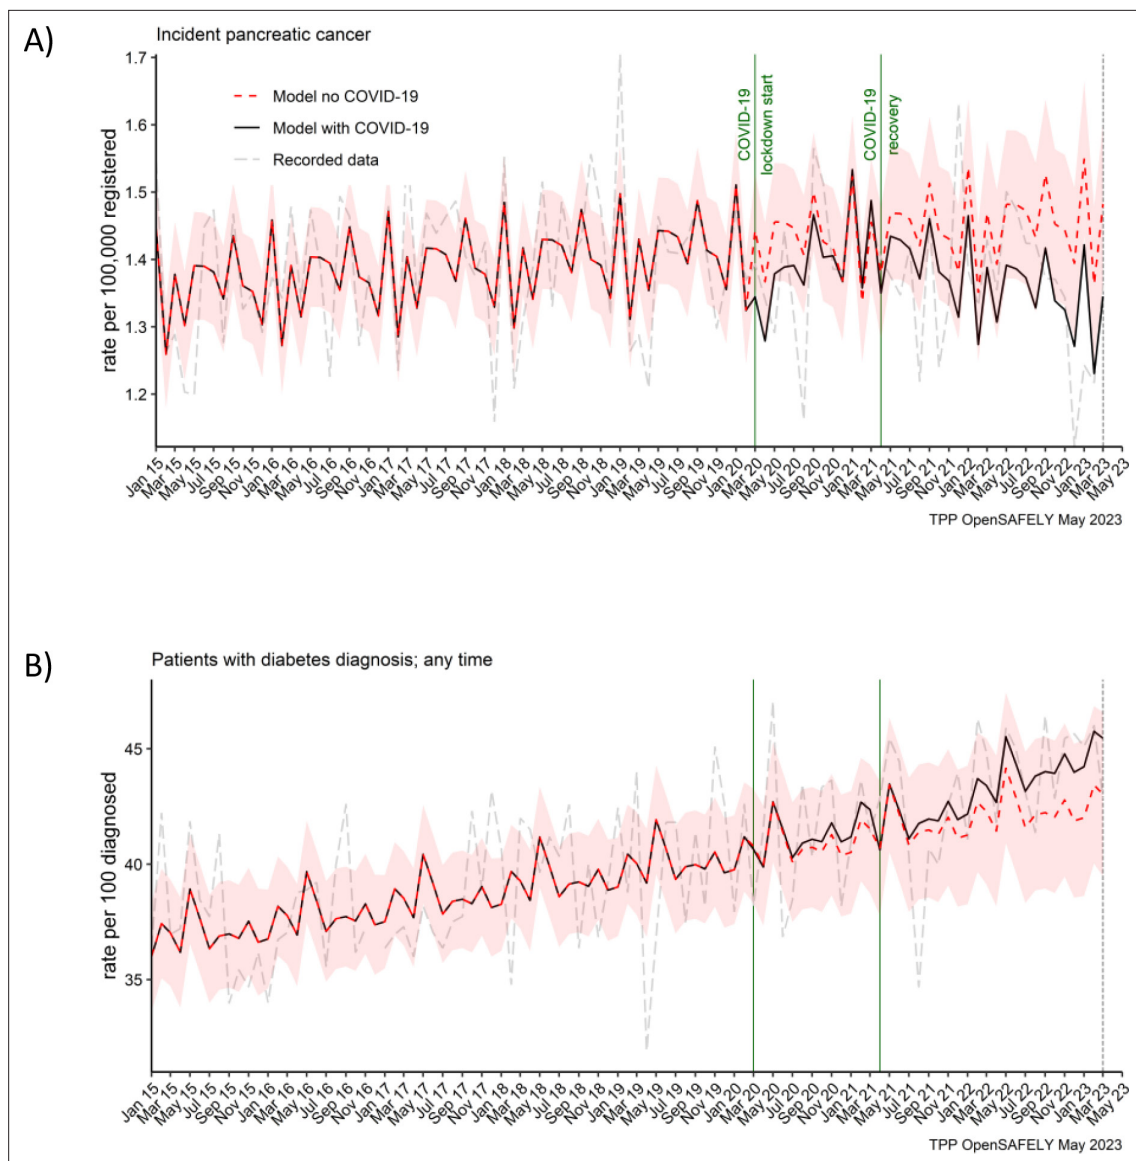 A)
Incident pancreatic cancer
rate per 100,000 registered
1.7
1.6
1.5
1.4
1.3
1.2
Model no COVID-19
Model with COVID-19
Recorded data
COVID-19
lockdown start
COVID-19
recovery
Jan 15
Mar 15
May 15
Jul 15
Sep 15
Nov 15
Jan 16
Mar 16
May 16
Jul 16
Sep 16
Nov 16
Jan 17
Mar 17
May 17
Jul 17
Sep 17
Nov 17
Jan 18
Mar 18
May 18
Jul 18
Sep 18
Nov 18
Jan 19
Mar 19
May 19
Jul 19
Sep 19
Nov 19
Jan 20
Mar 20
May 20
Jul 20
Sep 20
Nov 20
Jan 21
Mar 21
May 21
Jul 21
Sep 21
Nov 21
Jan 22
Mar 22
May 22
Jul 22
Sep 22
Nov 22
Jan 23
Mar 23
May 23
TPP OpenSAFELY May 2023
B)
Patients with diabetes diagnosis; any time
rate per 100 diagnosed
45
40
35
Jan 15
Mar 15
May 15
Jul 15
Sep 15
Nov 15
Jan 16
Mar 16
May 16
Jul 16
Sep 16
Nov 16
Jan 17
Mar 17
May 17
Jul 17
Sep 17
Nov 17
Jan 18
Mar 18
May 18
Jul 18
Sep 18
Nov 18
Jan 19
Mar 19
May 19
Jul 19
Sep 19
Nov 19
Jan 20
Mar 20
May 20
Jul 20
Sep 20
Nov 20
Jan 21
Mar 21
May 21
Jul 21
Sep 21
Nov 21
Jan 22
Mar 22
May 22
Jul 22
Sep 22
Nov 22
Jan 23
Mar 23
May 23
TPP OpenSAFELY May 2023